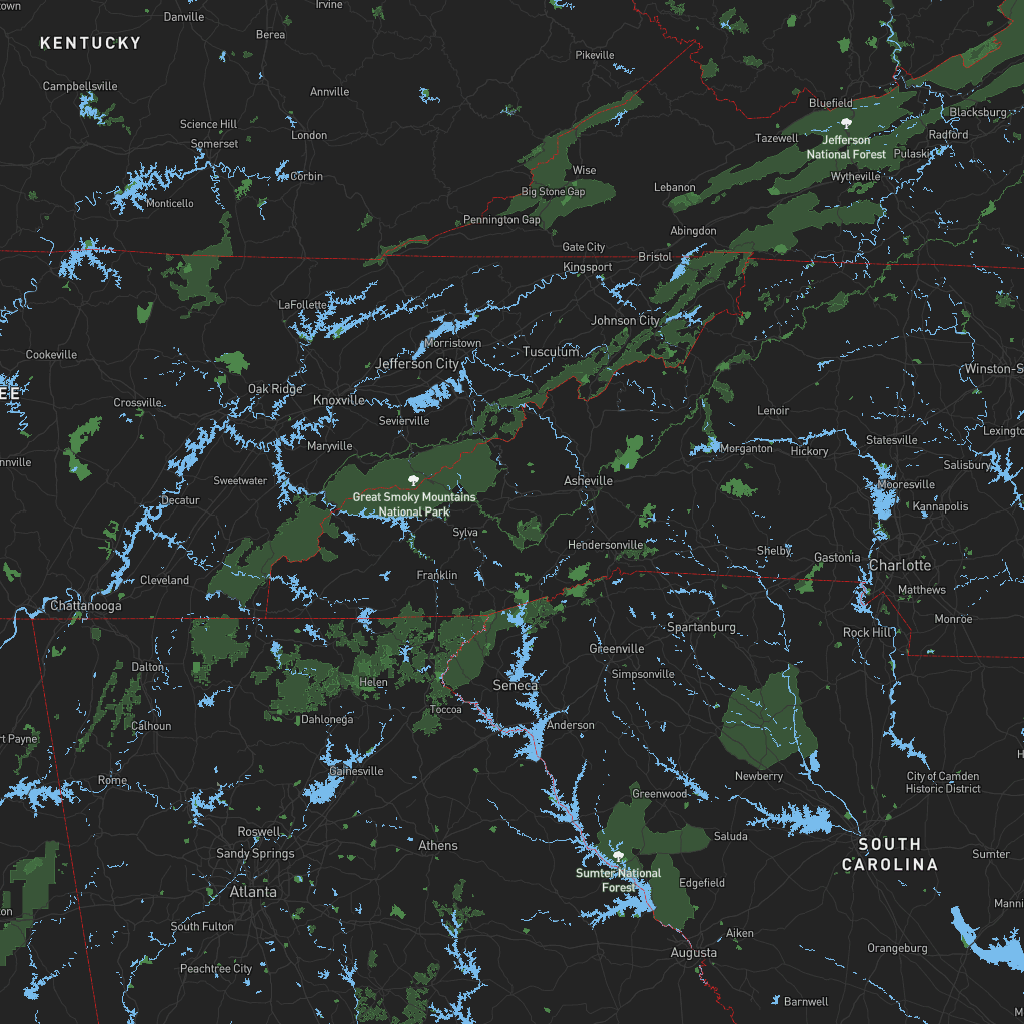 town
Danville
Irvine
Berea
KENTUCKY
Pikeville
Campbellsville
Annville
Bluefield
Blacksburg
Science Hill
London
Tazewell
Jefferson
National Forest
Radford
Somerset
Pulaski
Corbin
Wise
Wytheville
Big Stone Gap
Lebanon
Monticello
Pennington Gap
Abingdon
Gate City
Kingsport
Bristol
LaFollette
Johnson City
Morristown
Tusculum
Cookeville
Jefferson City
Winston-S
EE
Oak Ridge
Crossville
Knoxville
Lenoir
Sevierville
Lexingto
Maryville
Statesville
nnville
Morganton
Hickory
Salisbury
Sweetwater
Asheville
Mooresville
Decatur
Great Smoky Mountains
National Park
Kannapolis
Sylva
Hendersonville
Shelby
Gastonia
Charlotte
Cleveland
Franklin
Matthews
Chattanooga
Monroe
Spartanburg
Rock Hill
Greenville
Dalton
Simpsonville
Helen
Seneca
Toccoa
Dahlonega
Calhoun
Anderson
rt Payne
Gainesville
Newberry
City of Camden
Historic District
H
Rome
Greenwood
Roswell
Saluda
Athens
SOUTH
CAROLINA
Sandy Springs
Sumter
Sumter National
Forest
Edgefield
Atlanta
Manni
ton
South Fulton
Aiken
Orangeburg
Augusta
Peachtree City
Barnwell
M